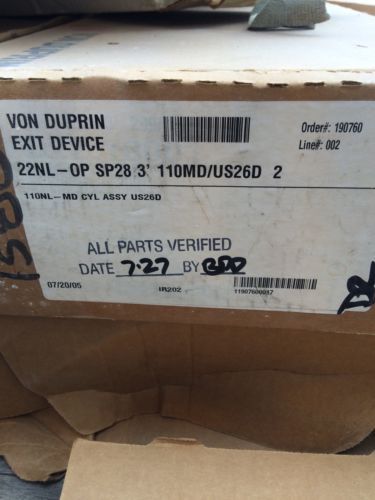 VON DUPRIN
EXIT DEVICE
Order#: 190760
Line#: 002
22NL-OP SP28 3' 110MD/US26D 2
110NL-MD CYL ASSY US26D
ALL PARTS VERIFIED
DATE 7-27 BY
07/20/05
IR202
11907600017